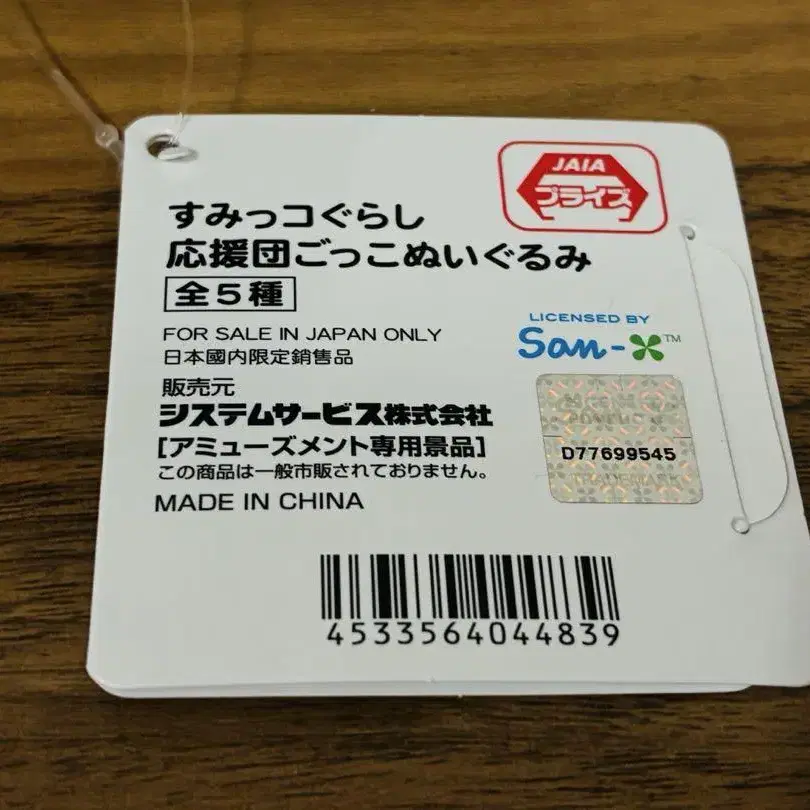 JAIA
プライズ
すみっコぐらし
応援団ごっこぬいぐるみ
全5種
FOR SALE IN JAPAN ONLY
日本國内限定銷售品
LICENSED BY
San-X™
販売元
システムサービス株式会社
[アミューズメント専用景品]
この商品は一般市販されておりません。
MADE IN CHINA
D77699545
TRADEMARK
4533564044839